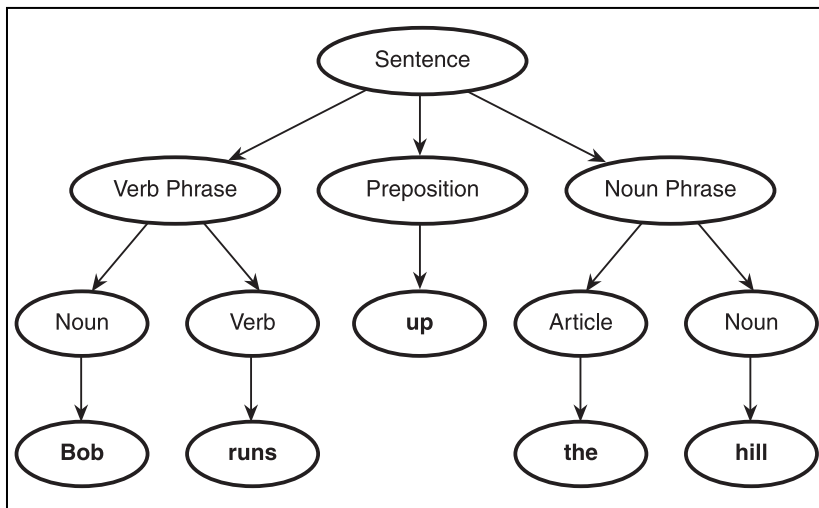 Sentence
Verb Phrase Preposition Noun Phrase
Noun Verb up Article Noun
Bob runs the hill